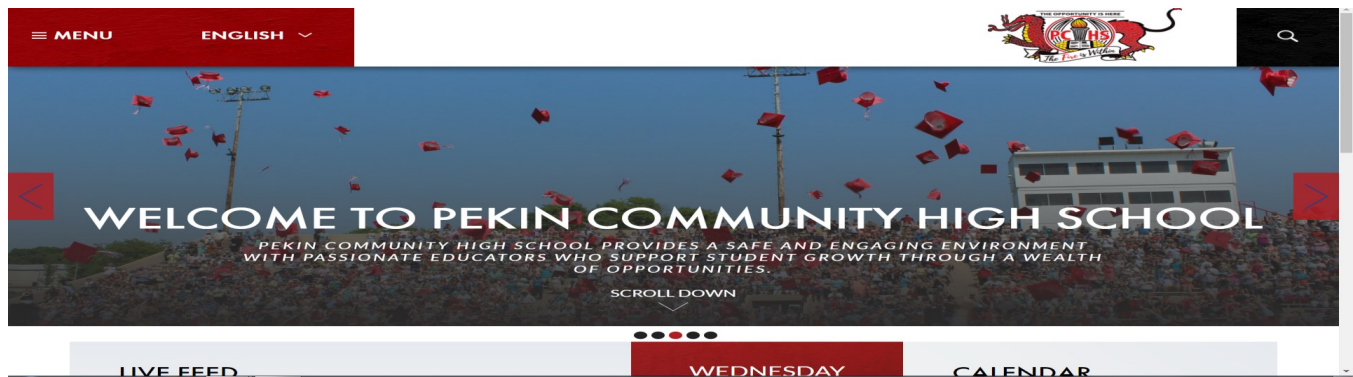 MENU
ENGLISH
THE OPPORTUNITY IS HERE
PC HS
The Fire is Within
WELCOME TO PEKIN COMMUNITY HIGH SCHOOL
PEKIN COMMUNITY HIGH SCHOOL PROVIDES A SAFE AND ENGAGING ENVIRONMENT
WITH PASSIONATE EDUCATORS WHO SUPPORT STUDENT GROWTH THROUGH A WEALTH
OF OPPORTUNITIES.
SCROLL DOWN
LIVE FEED
WEDNESDAY
CALENDAR